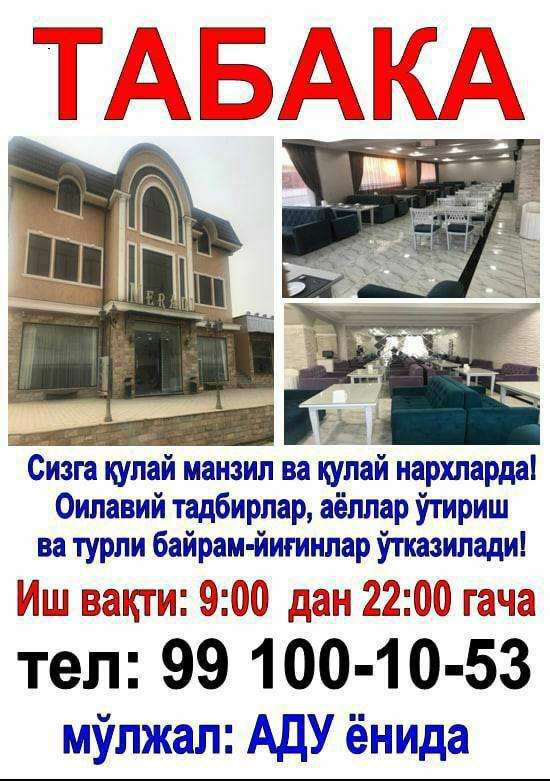 ТАБАКА
Сизга қулай манзил ва қулай нархларда!
Оилавий тадбирлар, аёллар ўтириш
ва турли байрам-йиғинлар ўтказилади!
Иш вақти: 9:00 дан 22:00 гача
тел: 99 100-10-53
мўлжал: АДУ ёнида